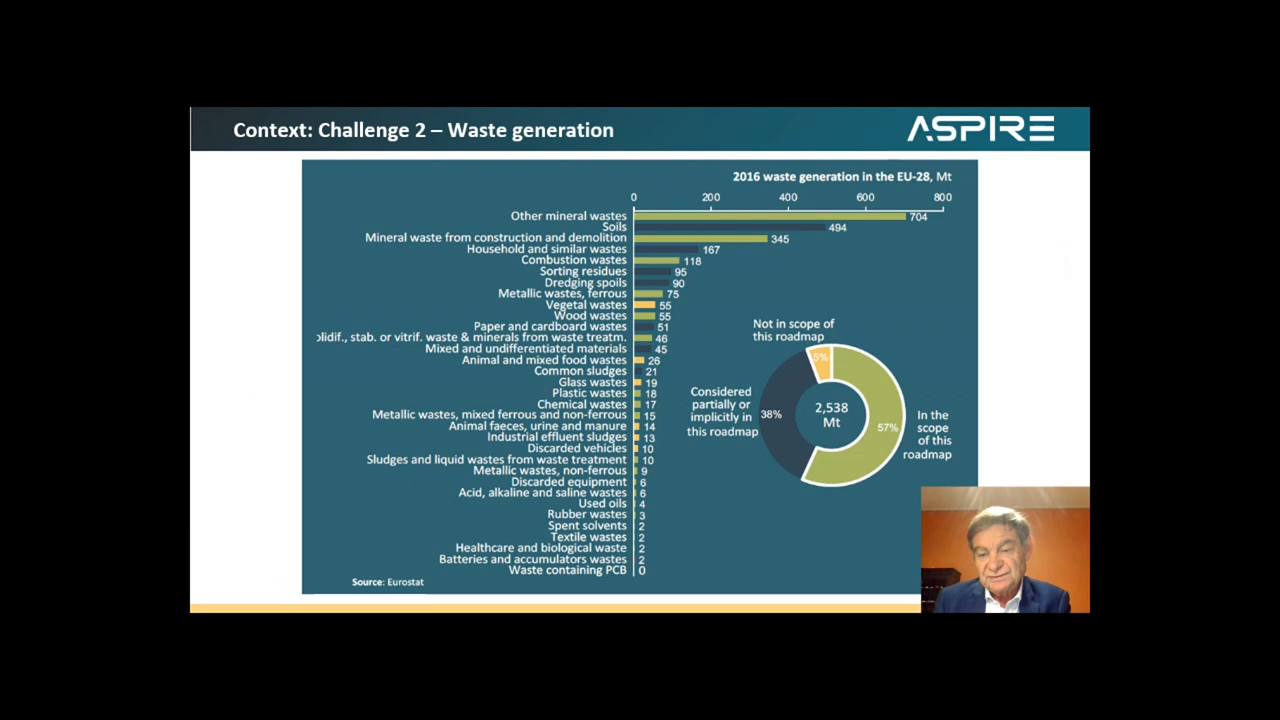 Context: Challenge 2 – Waste generation
ASPIRE
2016 waste generation in the EU-28, Mt
0 200 400 600 800
Other mineral wastes 704
Soils 494
Mineral waste from construction and demolition 345
Household and similar wastes 167
Combustion wastes 118
Sorting residues 95
Dredging spoils 90
Metallic wastes, ferrous 75
Vegetal wastes 55
Wood wastes 55
Paper and cardboard wastes 51
olidif., stab. or vitrif. waste & minerals from waste treatm. 46
Mixed and undifferentiated materials 45
Animal and mixed food wastes 26
Common sludges 21
Glass wastes 19
Plastic wastes 18
Chemical wastes 17
Metallic wastes, mixed ferrous and non-ferrous 15
Animal faeces, urine and manure 14
Industrial effluent sludges 13
Discarded vehicles 10
Sludges and liquid wastes from waste treatment 10
Metallic wastes, non-ferrous 9
Discarded equipment 6
Acid, alkaline and saline wastes 6
Used oils 4
Rubber wastes 3
Spent solvents 2
Textile wastes 2
Healthcare and biological waste 2
Batteries and accumulators wastes 2
Waste containing PCB 0
Not in scope of
this roadmap
5%
Considered
partially or
implicitly in
this roadmap
38%
2,538
Mt
57%
In the
scope
of this
roadmap
Source: Eurostat